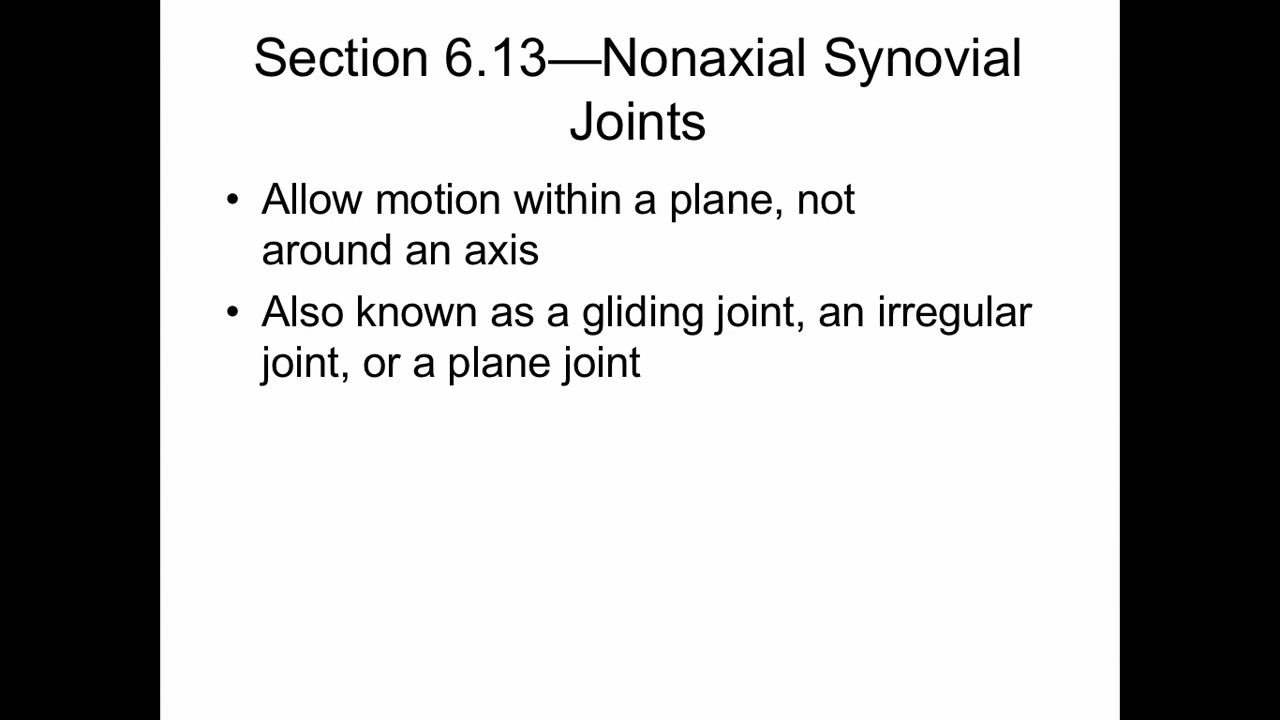 Section 6.13—Nonaxial Synovial
Joints
• Allow motion within a plane, not
around an axis
• Also known as a gliding joint, an irregular
joint, or a plane joint